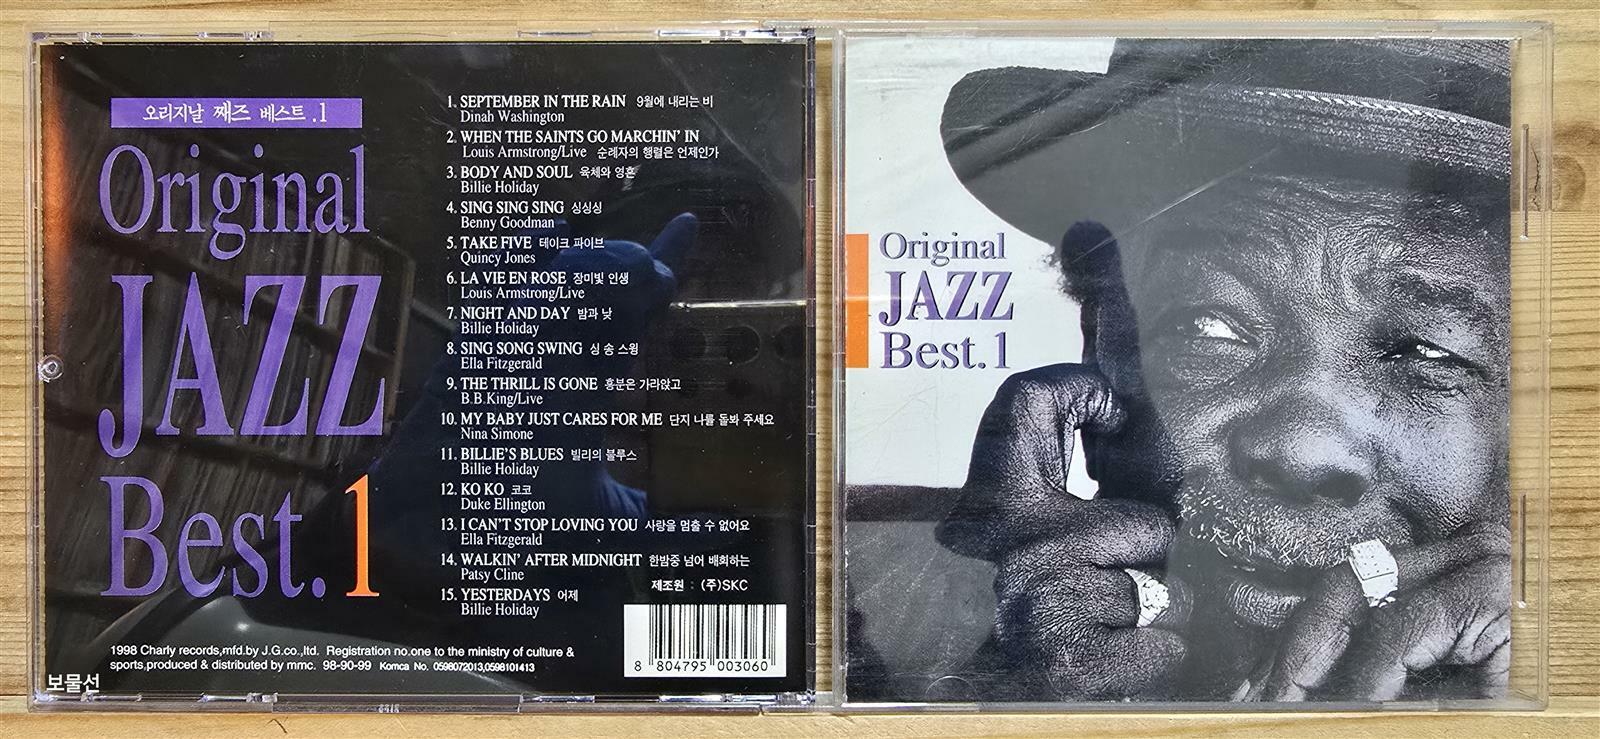 오리지날 째즈 베스트 .1
Original
JAZZ
Best.1
1. SEPTEMBER IN THE RAIN 9월에 내리는 비
Dinah Washington
2. WHEN THE SAINTS GO MARCHIN' IN
Louis Armstrong/Live 순례자의 행렬은 언제인가
3. BODY AND SOUL 육체와 영혼
Billie Holiday
4. SING SING SING 싱싱싱
Benny Goodman
5. TAKE FIVE 테이크 파이브
Quincy Jones
6. LA VIE EN ROSE 장미빛 인생
Louis Armstrong/Live
7. NIGHT AND DAY 밤과 낮
Billie Holiday
8. SING SONG SWING 싱 송 스윙
Ella Fitzgerald
9. THE THRILL IS GONE 흥분은 가라앉고
B.B.King/Live
10. MY BABY JUST CARES FOR ME 단지 나를 돌봐 주세요
Nina Simone
11. BILLIE'S BLUES 빌리의 블루스
Billie Holiday
12. KO KO 코코
Duke Ellington
13. I CAN'T STOP LOVING YOU 사랑을 멈출 수 없어요
Ella Fitzgerald
14. WALKIN' AFTER MIDNIGHT 한밤중 넘어 배회하는
Patsy Cline
15. YESTERDAYS 어제
Billie Holiday
제조원 : (주)SKC
8 804795 003060
1998 Charly records,mfd.by J.G.co.,ltd. Registration no.one to the ministry of culture &
sports,produced & distributed by mmc. 98-90-99 Komca No. 0598072013,0598101413
보물선
Original
JAZZ
Best.1